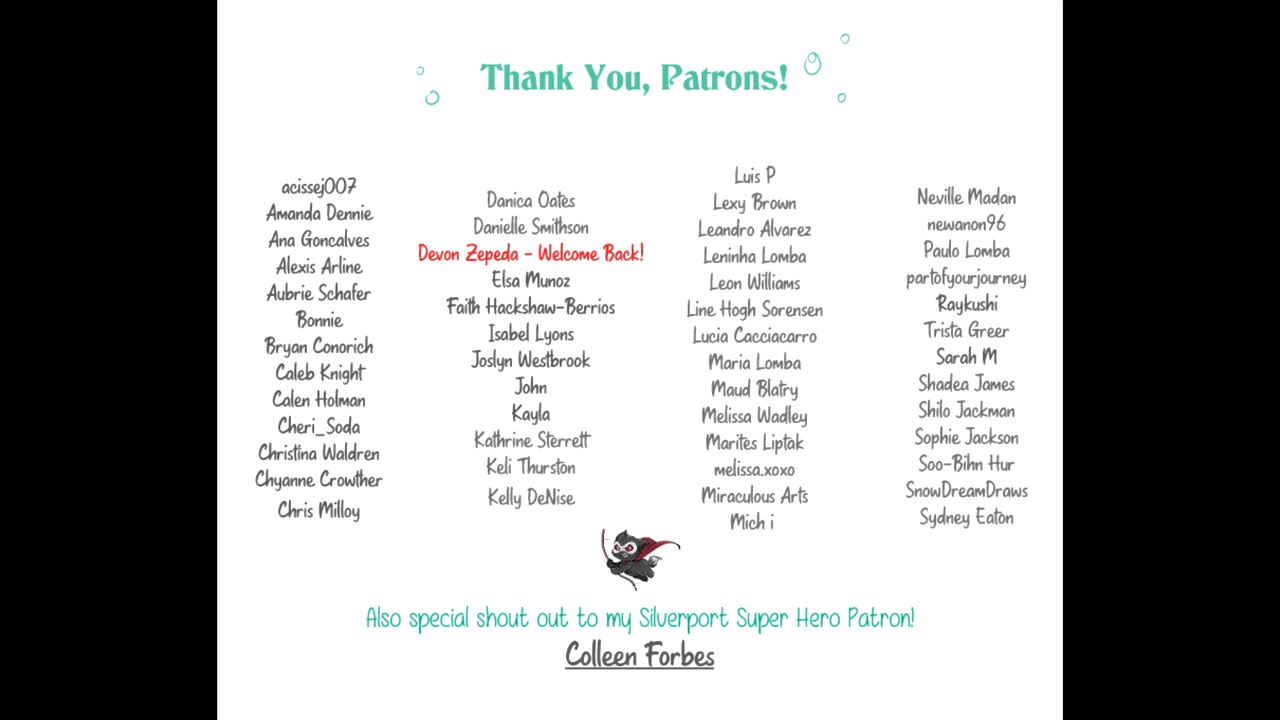 Thank You, Patrons!
acissej007
Amanda Dennie
Ana Goncalves
Alexis Arline
Aubrie Schafer
Bonnie
Bryan Conorich
Caleb Knight
Calen Holman
Cheri_Soda
Christina Waldren
Chyanne Crowther
Chris Milloy
Danica Oates
Danielle Smithson
Devon Zepeda - Welcome Back!
Elsa Munoz
Faith Hackshaw-Berrios
Isabel Lyons
Joslyn Westbrook
John
Kayla
Kathrine Sterrett
Keli Thurston
Kelly DeNise
Luis P
Lexy Brown
Leandro Alvarez
Leninha Lomba
Leon Williams
Line Hogh Sorensen
Lucia Cacciacarro
Maria Lomba
Maud Blatry
Melissa Wadley
Marites Liptak
melissa.xoxo
Miraculous Arts
Mich i
Neville Madan
newanon96
Paulo Lomba
partofyourjourney
Raykushi
Trista Greer
Sarah M
Shadea James
Shilo Jackman
Sophie Jackson
Soo-Bihn Hur
SnowDreamDraws
Sydney Eaton
Also special shout out to my Silverport Super Hero Patron!
Colleen Forbes